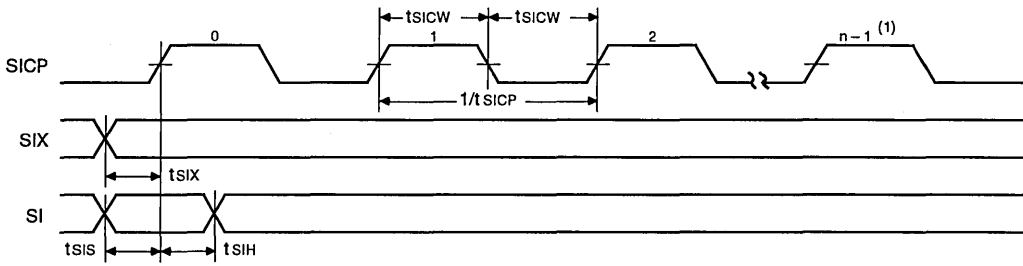 tSICW tSICW
0 1 2 n-1 (1)
SICP
1/tSICP
SIX
tSIX
SI
tSIS tSIH